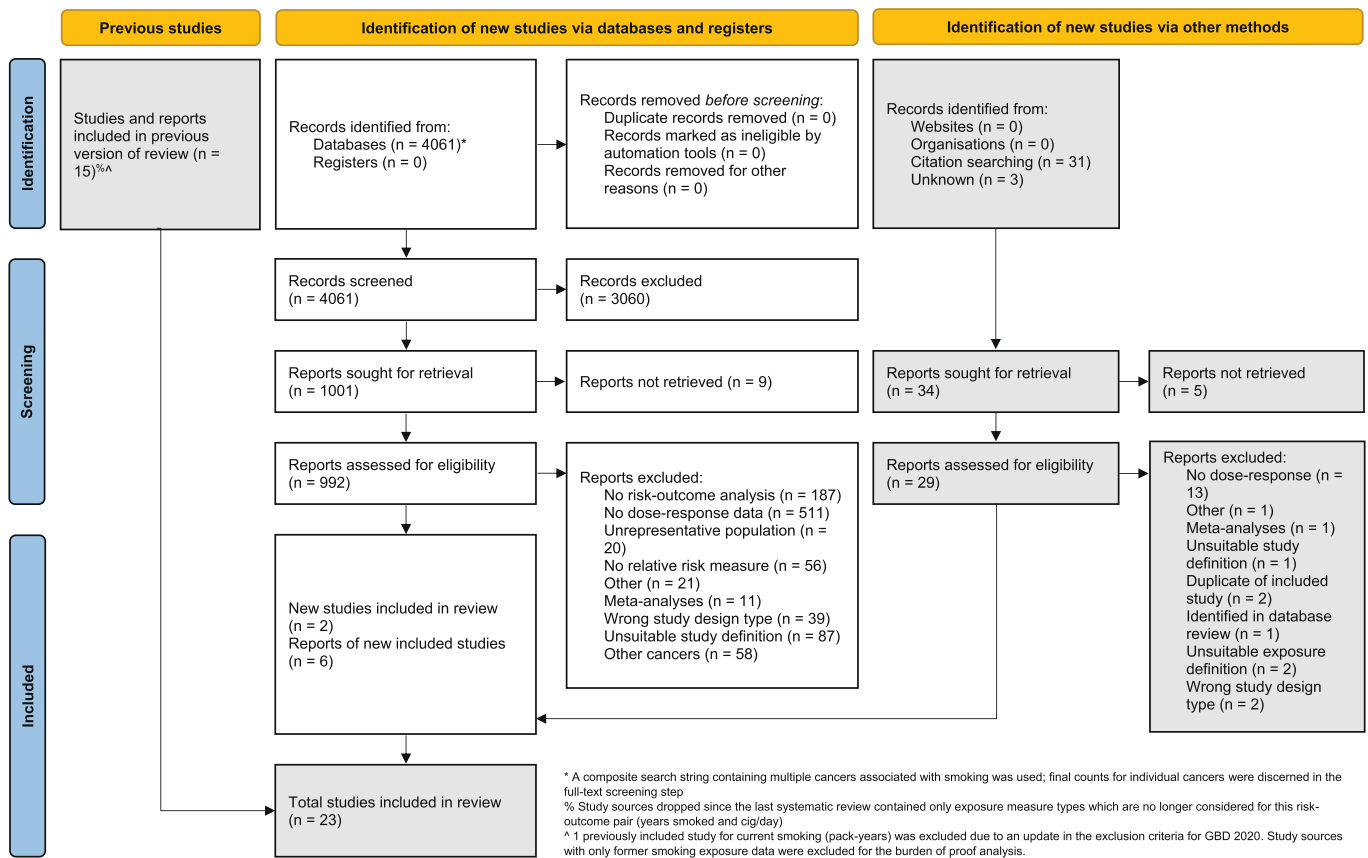 Previous studies
Identification of new studies via databases and registers
Identification of new studies via other methods
Identification
Studies and reports
included in previous
version of review (n =
15)%^
Records identified from:
Databases (n = 4061)*
Registers (n = 0)
Records removed before screening:
Duplicate records removed (n = 0)
Records marked as ineligible by
automation tools (n = 0)
Records removed for other
reasons (n = 0)
Records identified from:
Websites (n = 0)
Organisations (n = 0)
Citation searching (n = 31)
Unknown (n = 3)
Screening
Records screened
(n = 4061)
Records excluded
(n = 3060)
Reports sought for retrieval
(n = 1001)
Reports not retrieved (n = 9)
Reports sought for retrieval
(n = 34)
Reports not retrieved
(n = 5)
Reports assessed for eligibility
(n = 992)
Reports excluded:
No risk-outcome analysis (n = 187)
No dose-response data (n = 511)
Unrepresentative population (n =
20)
No relative risk measure (n = 56)
Other (n = 21)
Meta-analyses (n = 11)
Wrong study design type (n = 39)
Unsuitable study definition (n = 87)
Other cancers (n = 58)
Reports assessed for eligibility
(n = 29)
Reports excluded:
No dose-response (n =
13)
Other (n = 1)
Meta-analyses (n = 1)
Unsuitable study
definition (n = 1)
Duplicate of included
study (n = 2)
Identified in database
review (n = 1)
Unsuitable exposure
definition (n = 2)
Wrong study design
type (n = 2)
Included
New studies included in review
(n = 2)
Reports of new included studies
(n = 6)
Total studies included in review
(n = 23)
* A composite search string containing multiple cancers associated with smoking was used; final counts for individual cancers were discerned in the
full-text screening step
% Study sources dropped since the last systematic review contained only exposure measure types which are no longer considered for this risk-
outcome pair (years smoked and cig/day)
^ 1 previously included study for current smoking (pack-years) was excluded due to an update in the exclusion criteria for GBD 2020. Study sources
with only former smoking exposure data were excluded for the burden of proof analysis.